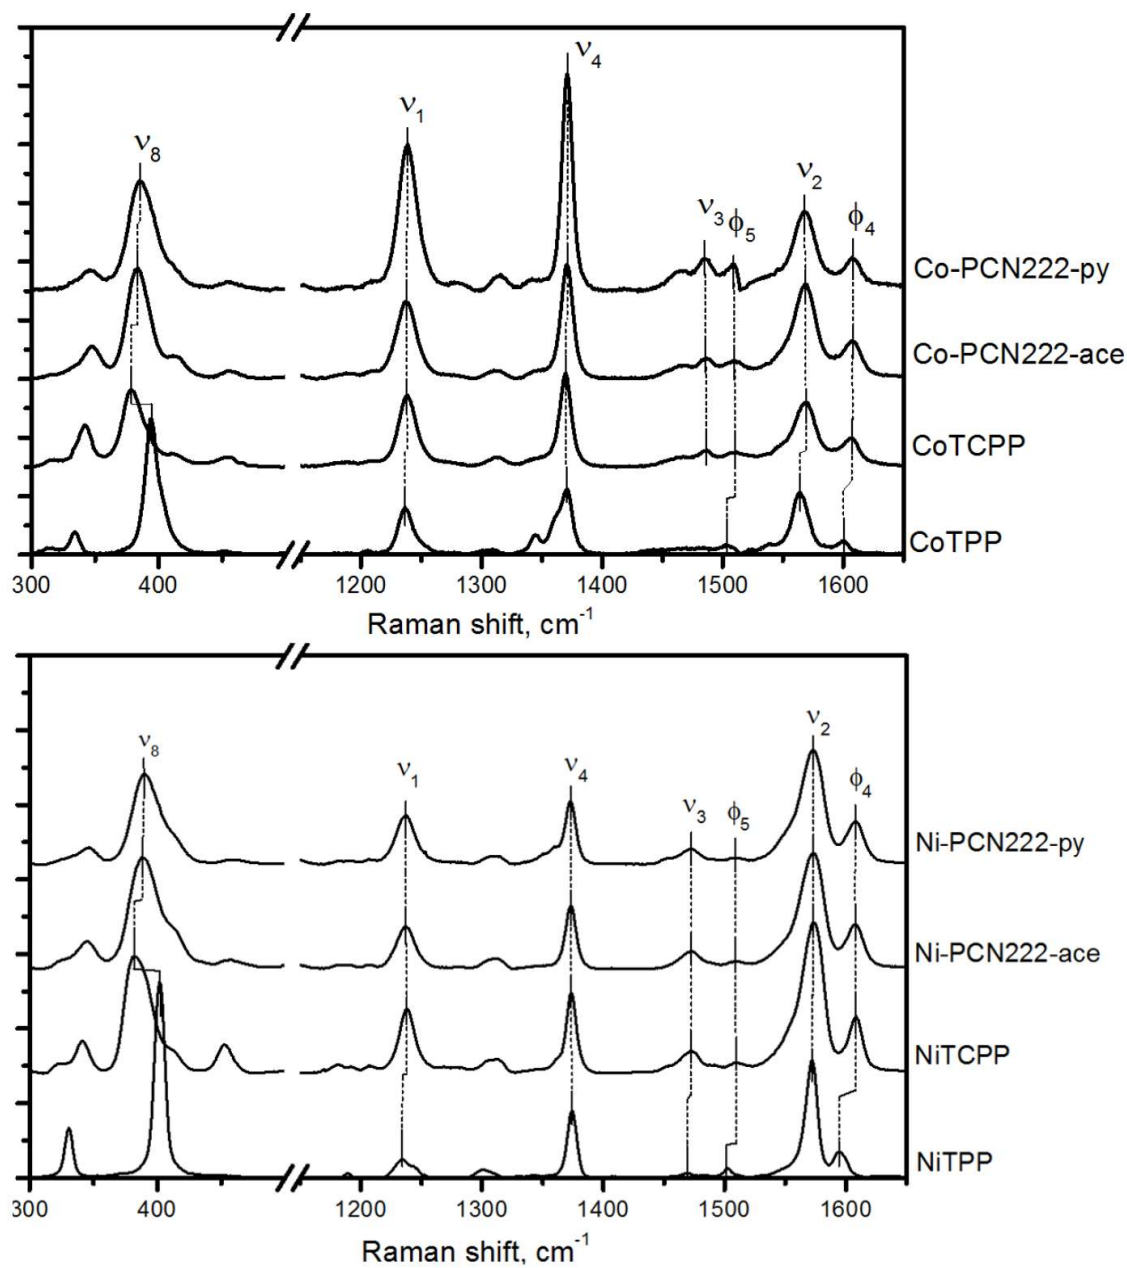 ν4
ν1
ν8
ν2
ν3 ϕ5 ϕ4
Co-PCN222-py
Co-PCN222-ace
CoTCPP
CoTPP
300 400 1200 1300 1400 1500 1600
Raman shift, cm-1
ν2
ν8 ν1 ν4 ϕ4
ν3 ϕ5
Ni-PCN222-py
Ni-PCN222-ace
NiTCPP
NiTPP
300 400 1200 1300 1400 1500 1600
Raman shift, cm-1